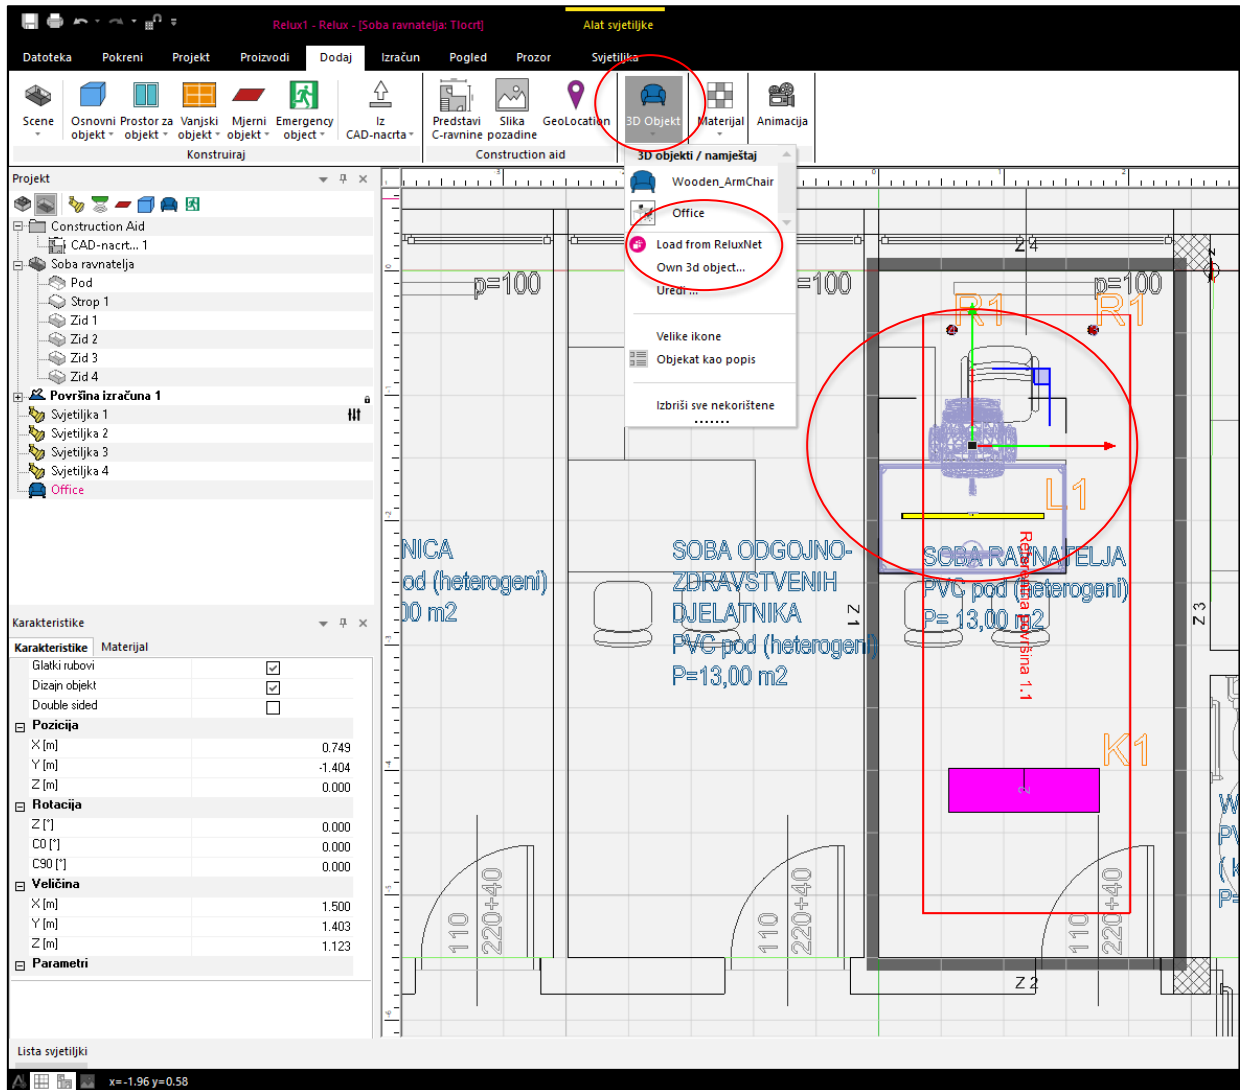 Relux1 - Relux - [Soba ravnatelja: Tlocrt]
Alat svjetiljke
Datoteka Pokreni Projekt Proizvodi Dodaj Izračun Pogled Prozor Svjetiljka
Scene
Osnovni objekt
Prostor za objekt
Vanjski objekt
Mjerni objekt
Emergency object
Iz CAD-nacrta
Predstavi C-ravnine
Slika pozadine
GeoLocation
3D Objekt
Materijal
Animacija
Konstruiraj
Construction aid
3D objekti / namještaj
Wooden_ArmChair
Office
Load from ReluxNet
Own 3d object...
Uredi ...
Velike ikone
Objekat kao popis
Izbriši sve nekorištene
Projekt
Construction Aid
CAD-nacrt... 1
Soba ravnatelja
Pod
Strop 1
Zid 1
Zid 2
Zid 3
Zid 4
Površina izračuna 1
Svjetiljka 1
Svjetiljka 2
Svjetiljka 3
Svjetiljka 4
Office
Karakteristike
Karakteristike Materijal
Glatki rubovi
Dizajn objekt
Double sided
Pozicija
X [m] 0.749
Y [m] -1.404
Z [m] 0.000
Rotacija
Z [°] 0.000
C0 [°] 0.000
C90 [°] 0.000
Veličina
X [m] 1.500
Y [m] 1.403
Z [m] 1.123
Parametri
Lista svjetiljki
x=-1.96 y=0.58
p=100
=100
p=100
Z 4
R1
R1
L1
NICA
od (heterogeni)
00 m2
SOBA ODGOJNO-
ZDRAVSTVENIH
DJELATNIKA
PVC pod (heterogeni)
P=13,00 m2
SOBA RAVNATELJA
PVC pod (heterogeni)
P= 13,00 m2
Referentna površina 1.1
Z 1
Z 3
K1
2
110
220+40
110
220+40
110
220+40
Z 2
W
PV
( k
P=